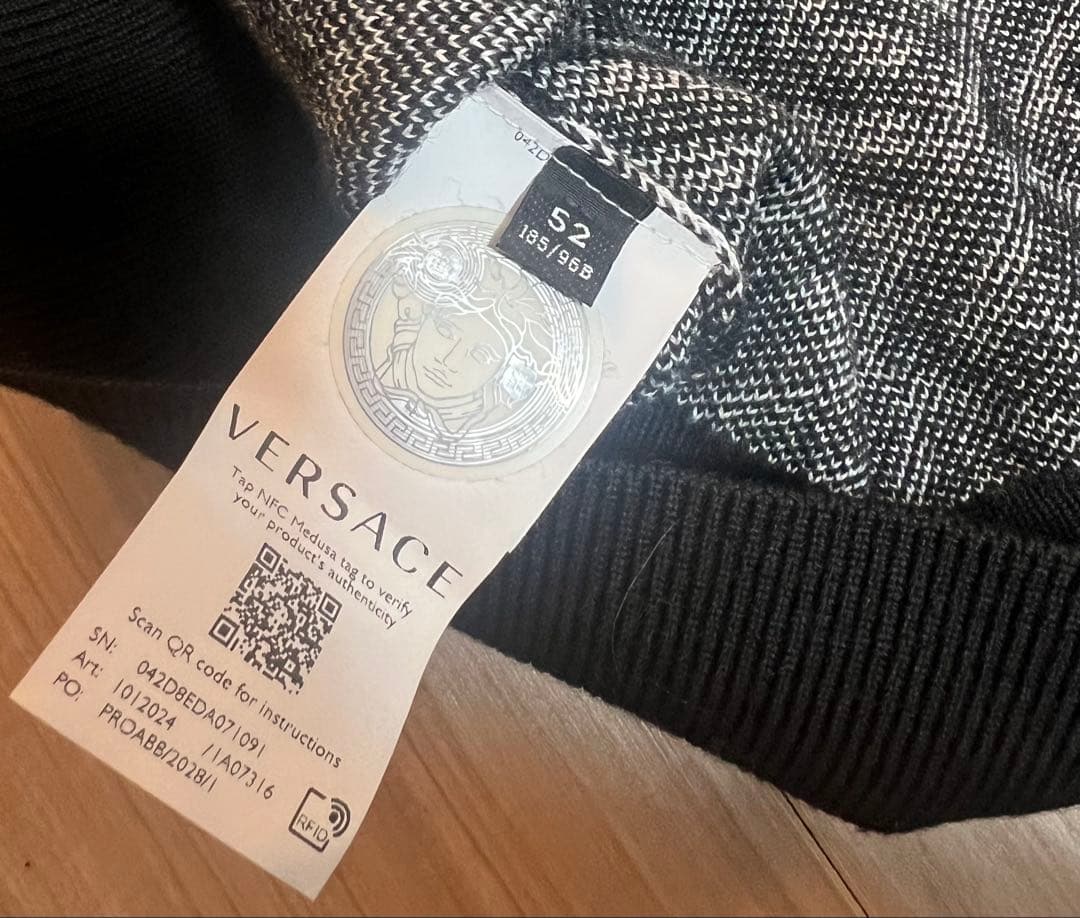 042D
52
185/96B
VERSACE
Tap NFC Medusa tag to verify
your product's authenticity
Scan QR code for instructions
SN: 042D8EDA071091
Art: 1012024 /1A07316
PO: PROABB/2028/1
RFID